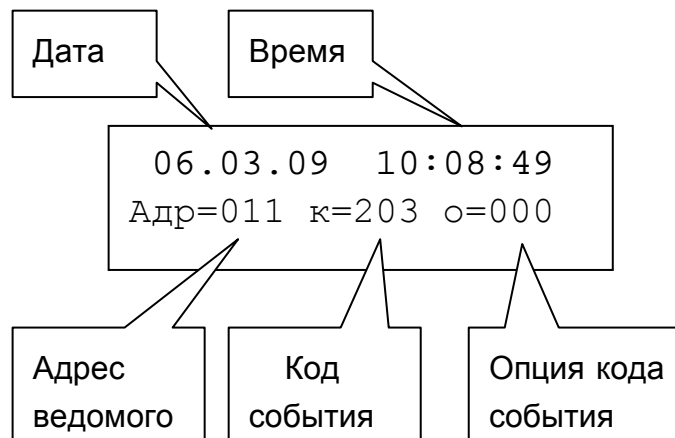 Дата
Время
06.03.09 10:08:49
Адр=011 к=203 о=000
Адрес
ведомого
Код
события
Опция кода
события